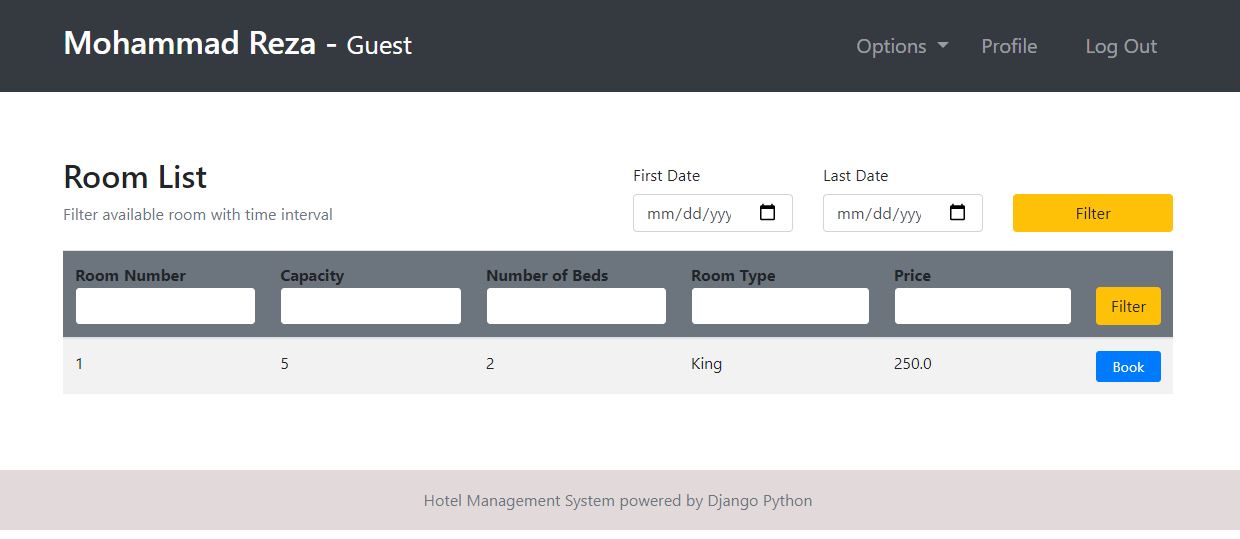 Mohammad Reza - Guest
Options Profile Log Out
Room List
Filter available room with time interval
First Date Last Date
mm/dd/yyy mm/dd/yyy Filter
Room Number Capacity Number of Beds Room Type Price
Filter
1 5 2 King 250.0 Book
Hotel Management System powered by Django Python